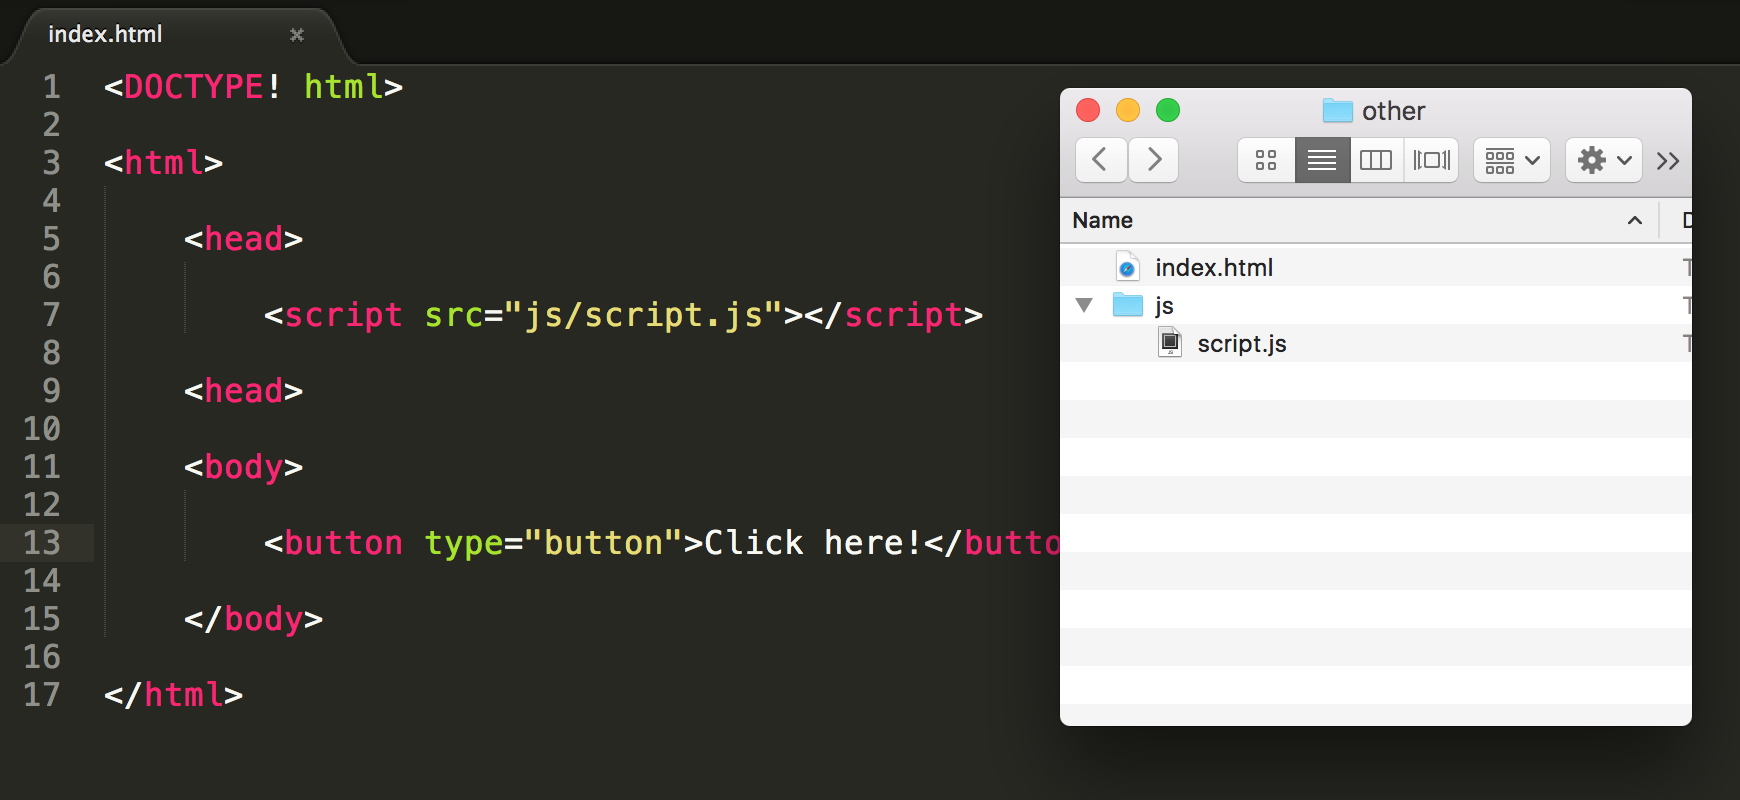 index.html
1 <DOCTYPE! html>
2
3 <html>
4
5 <head>
6
7 <script src="js/script.js"></script>
8
9 <head>
10
11 <body>
12
13 <button type="button">Click here!</butto
14
15 </body>
16
17 </html>
other
Name
index.html
js
script.js